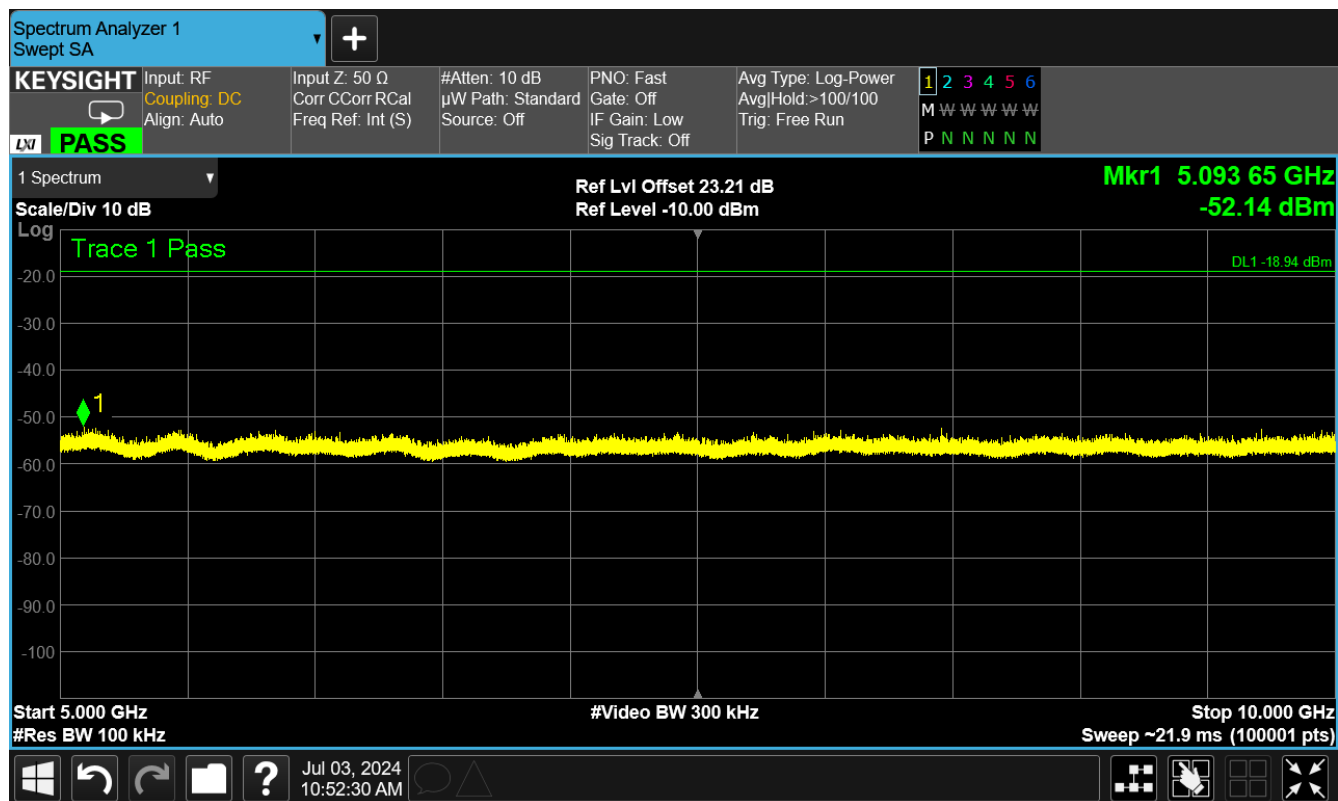 Spectrum Analyzer 1
Swept SA
KEYSIGHT
LXI PASS
Input: RF
Coupling: DC
Align: Auto
Input Z: 50 Ω
Corr CCorr RCal
Freq Ref: Int (S)
#Atten: 10 dB
µW Path: Standard
Source: Off
PNO: Fast
Gate: Off
IF Gain: Low
Sig Track: Off
Avg Type: Log-Power
Avg|Hold:>100/100
Trig: Free Run
1 2 3 4 5 6
M W W W W W
P N N N N N
1 Spectrum
Scale/Div 10 dB
Log
Ref Lvl Offset 23.21 dB
Ref Level -10.00 dBm
Mkr1 5.093 65 GHz
-52.14 dBm
Trace 1 Pass
DL1 -18.94 dBm
-20.0
-30.0
-40.0
1
-50.0
-60.0
-70.0
-80.0
-90.0
-100
Start 5.000 GHz
#Res BW 100 kHz
#Video BW 300 kHz
Stop 10.000 GHz
Sweep ~21.9 ms (100001 pts)
?
Jul 03, 2024
10:52:30 AM